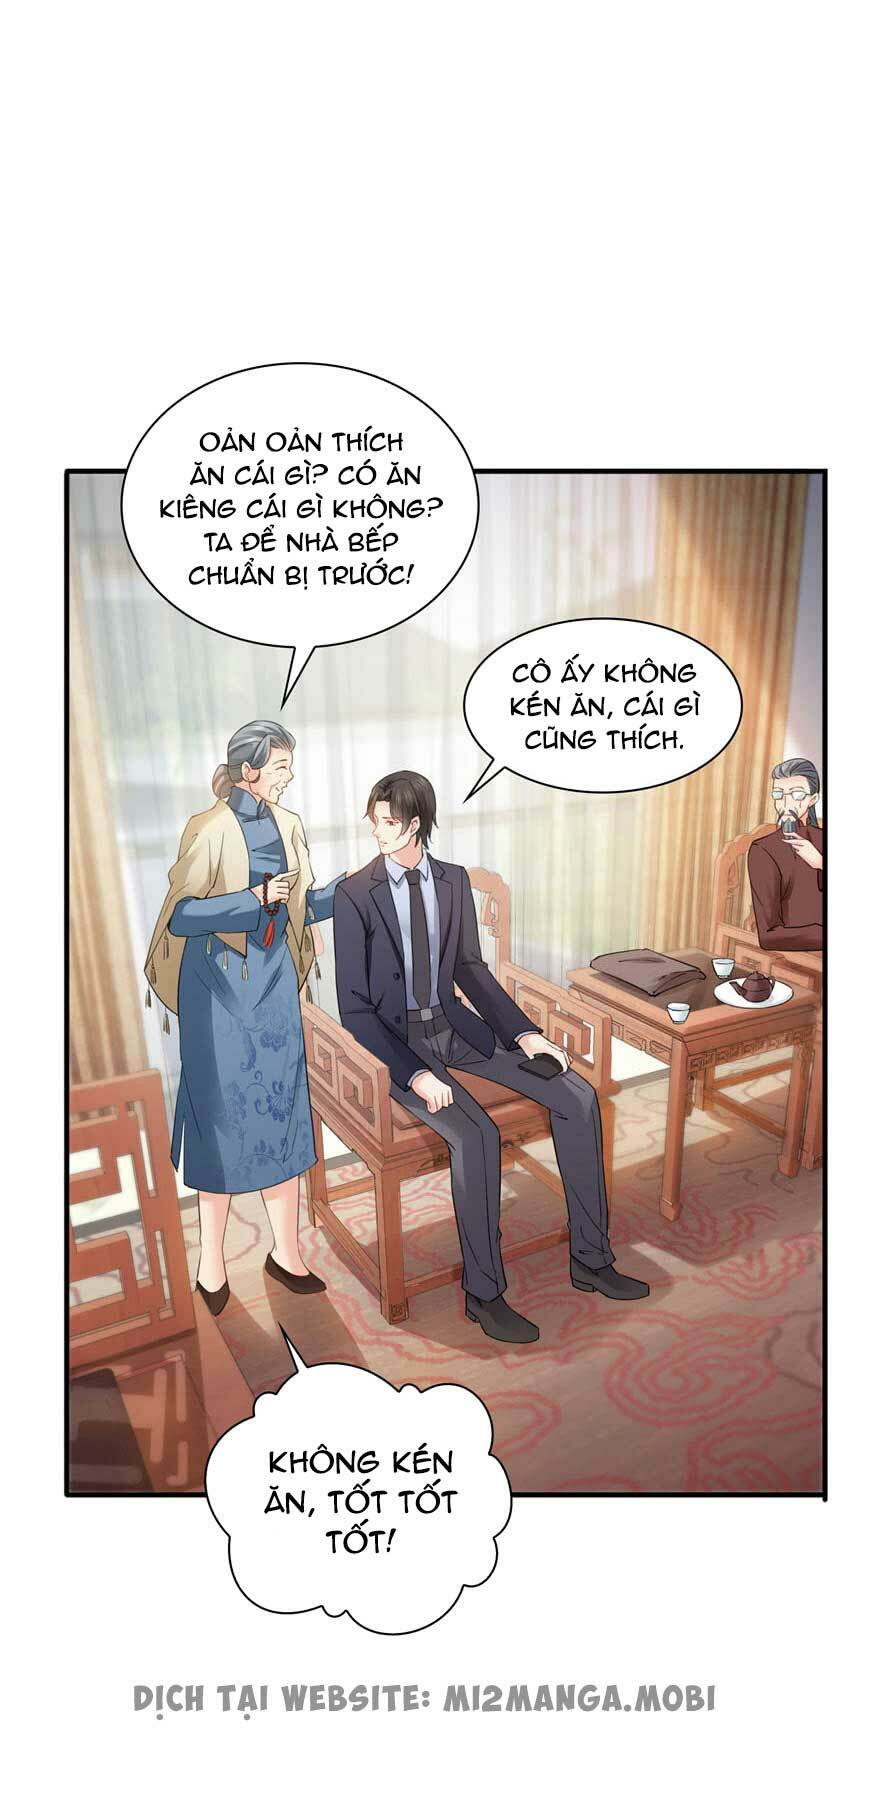 OẢN OẢN THÍCH
ĂN CÁI GÌ? CÓ ĂN
KIÊNG CÁI GÌ KHÔNG?
TA ĐỂ NHÀ BẾP
CHUẨN BỊ TRƯỚC!
CÔ ẤY KHÔNG
KÉN ĂN, CÁI GÌ
CŨNG THÍCH.
KHÔNG KÉN
ĂN, TỐT TỐT
TỐT!
DỊCH TẠI WEBSITE: MI2MANGA.MOBI